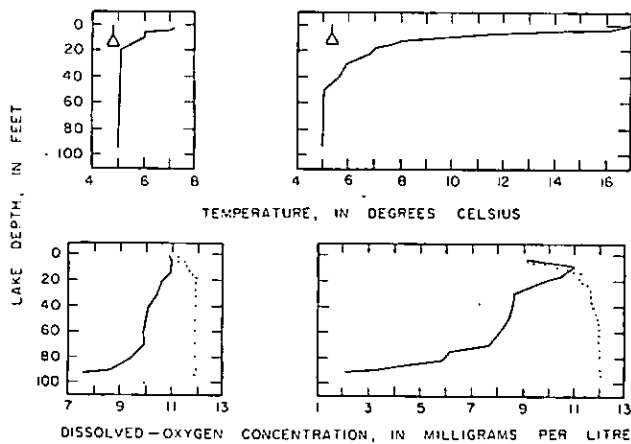 0
20
40
60
80
100
4 6 8
4 6 8 10 12 14 16
TEMPERATURE, IN DEGREES CELSIUS
LAKE DEPTH, IN FEET
0
20
40
60
80
100
7 9 11 13
1 3 5 7 9 11 13
DISSOLVED-OXYGEN CONCENTRATION, IN MILLIGRAMS PER LITRE